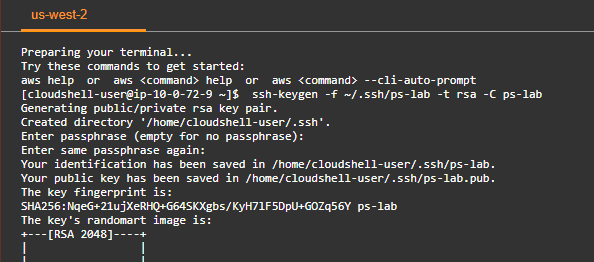 us-west-2
Preparing your terminal...
Try these commands to get started:
aws help  or  aws <command> help  or  aws <command> --cli-auto-prompt
[cloudshell-user@ip-10-0-72-9 ~]$  ssh-keygen -f ~/.ssh/ps-lab -t rsa -C ps-lab
Generating public/private rsa key pair.
Created directory '/home/cloudshell-user/.ssh'.
Enter passphrase (empty for no passphrase):
Enter same passphrase again:
Your identification has been saved in /home/cloudshell-user/.ssh/ps-lab.
Your public key has been saved in /home/cloudshell-user/.ssh/ps-lab.pub.
The key fingerprint is:
SHA256:NqeG+21ujXeRHQ+G64SKXgbs/KyH7lF5DpU+GOZq56Y ps-lab
The key's randomart image is:
+---[RSA 2048]----+
|                 |
|                 |